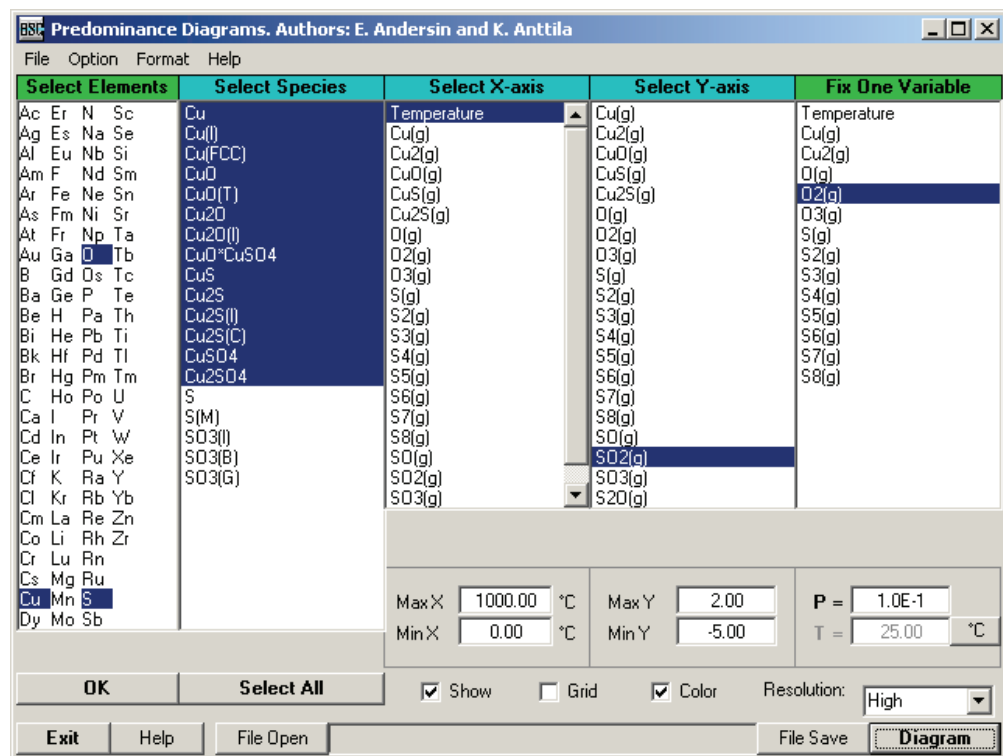 HSC Predominance Diagrams. Authors: E. Andersin and K. Anttila
File Option Format Help
Select Elements Select Species Select X-axis Select Y-axis Fix One Variable
Ac Er N Sc
Ag Es Na Se
Al Eu Nb Si
Am F Nd Sm
Ar Fe Ne Sn
As Fm Ni Sr
At Fr Np Ta
Au Ga O Tb
B Gd Os Tc
Ba Ge P Te
Be H Pa Th
Bi He Pb Ti
Bk Hf Pd Tl
Br Hg Pm Tm
C Ho Po U
Ca I Pr V
Cd In Pt W
Ce Ir Pu Xe
Cf K Ra Y
Cl Kr Rb Yb
Cm La Re Zn
Co Li Rh Zr
Cr Lu Rn
Cs Mg Ru
Cu Mn S
Dy Mo Sb
Cu
Cu(l)
Cu(FCC)
CuO
CuO(T)
Cu2O
Cu2O(l)
CuO*CuSO4
CuS
Cu2S
Cu2S(l)
Cu2S(C)
CuSO4
Cu2SO4
S
S(M)
SO3(l)
SO3(B)
SO3(G)
Temperature
Cu(g)
Cu2(g)
CuO(g)
CuS(g)
Cu2S(g)
O(g)
O2(g)
O3(g)
S(g)
S2(g)
S3(g)
S4(g)
S5(g)
S6(g)
S7(g)
S8(g)
SO(g)
SO2(g)
SO3(g)
Cu(g)
Cu2(g)
CuO(g)
CuS(g)
Cu2S(g)
O(g)
O2(g)
O3(g)
S(g)
S2(g)
S3(g)
S4(g)
S5(g)
S6(g)
S7(g)
S8(g)
SO(g)
SO2(g)
SO3(g)
S2O(g)
Temperature
Cu(g)
Cu2(g)
O(g)
O2(g)
O3(g)
S(g)
S2(g)
S3(g)
S4(g)
S5(g)
S6(g)
S7(g)
S8(g)
Max X 1000.00 °C Max Y 2.00 P = 1.0E-1
Min X 0.00 °C Min Y -5.00 T = 25.00 °C
OK Select All Show Grid Color Resolution: High
Exit Help File Open File Save Diagram